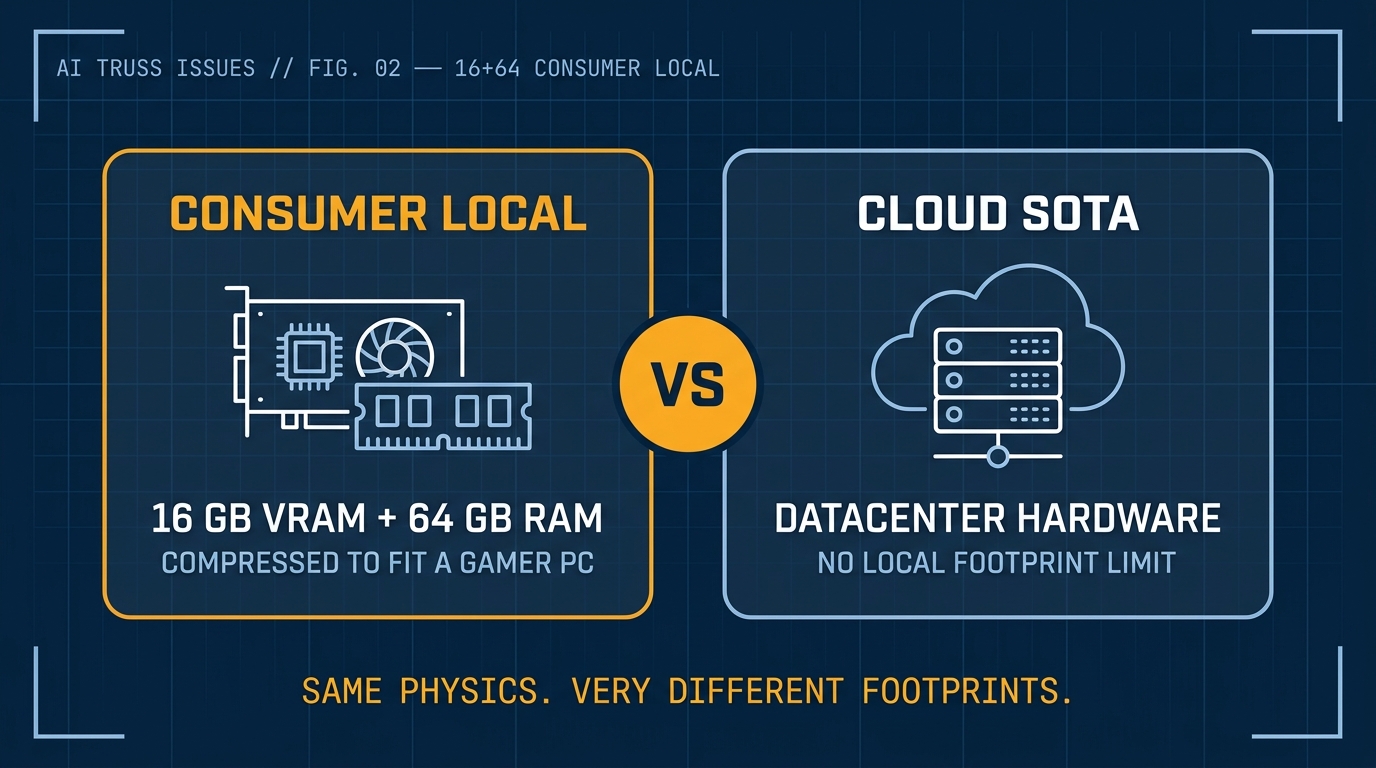 AI TRUSS ISSUES // FIG. 02 — 16+64 CONSUMER LOCAL
CONSUMER LOCAL
16 GB VRAM + 64 GB RAM
COMPRESSED TO FIT A GAMER PC
VS
CLOUD SOTA
DATACENTER HARDWARE
NO LOCAL FOOTPRINT LIMIT
SAME PHYSICS. VERY DIFFERENT FOOTPRINTS.